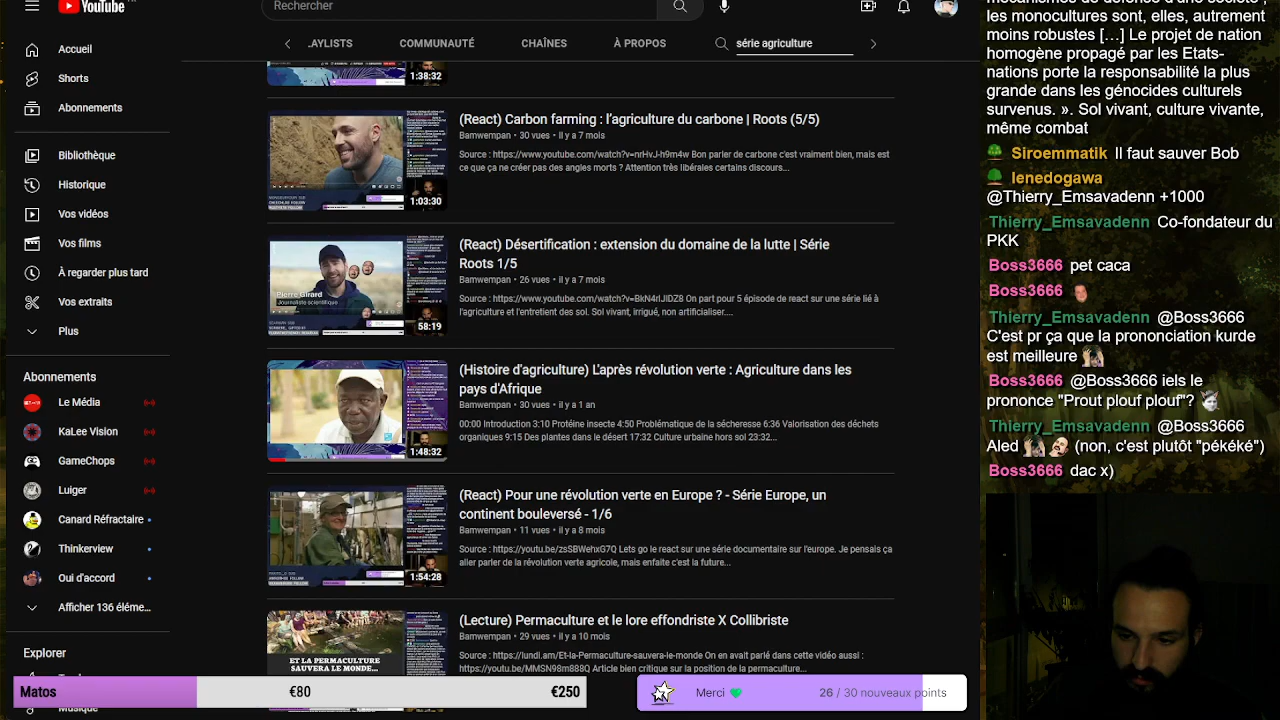 YouTube
Rechercher
Accueil
Shorts
Abonnements
Bibliothèque
Historique
Vos vidéos
Vos films
À regarder plus tard
Vos extraits
Plus
Abonnements
Le Média
KaLee Vision
GameChops
Luiger
Canard Réfractaire
Thinkerview
Oui d'accord
Afficher 136 éléme...
Explorer
Musique
AYLISTS
COMMUNAUTÉ
CHAÎNES
À PROPOS
série agriculture
1:38:32
(React) Carbon farming : l'agriculture du carbone | Roots (5/5)
Bamwempan • 30 vues • il y a 7 mois
Source : https://www.youtube.com/watch?v=nrHvJ-h9m4w Bon parler de carbone c'est vraiment bien, mais est
ce que ça ne créer pas des angles morts ? Attention très libérales certains discours...
1:03:30
(React) Désertification : extension du domaine de la lutte | Série
Roots 1/5
Bamwempan • 26 vues • il y a 7 mois
Source : https://www.youtube.com/watch?v=BkN4rlJIDZ8 On part pour 5 épisode de react sur une série lié à
l'agriculture et l'entretien des sol. Sol vivant, irrigué, non artificialiser....
Pierre Girard
Journaliste scientifique
58:19
(Histoire d'agriculture) L'après révolution verte : Agriculture dans les
pays d'Afrique
Bamwempan • 30 vues • il y a 1 an
00:00 Introduction 3:10 Protéine insecte 4:50 Problématique de la sécheresse 6:36 Valorisation des déchets
organiques 9:15 Des plantes dans le désert 17:32 Culture urbaine hors sol 23:32...
1:48:32
(React) Pour une révolution verte en Europe ? - Série Europe, un
continent bouleversé - 1/6
Bamwempan • 11 vues • il y a 8 mois
Source : https://youtu.be/zsSBWehxG7Q Lets go le react sur une série documentaire sur l'europe. Je pensais ça
aller parler de la révolution verte agricole, mais enfaite c'est la future...
1:54:28
(Lecture) Permaculture et le lore effondriste X Collibriste
Bamwempan • 29 vues • il y a 10 mois
Source : https://lundi.am/Et-la-Permaculture-sauvera-le-monde On en avait parlé dans cette vidéo aussi :
https://youtu.be/MMSN98m88GQ Article bien critique sur la position de la permaculture...
ET LA PERMACULTURE
SAUVERA LE MONDE...
Matos
€80
€250
Merci
26 / 30 nouveaux points
mécanismes de défense d'une société ;
les monocultures sont, elles, autrement
moins robustes […] Le projet de nation
homogène propagé par les Etats-
nations porte la responsabilité la plus
grande dans les génocides culturels
survenus. ». Sol vivant, culture vivante,
même combat
Siroemmatik Il faut sauver Bob
lenedogawa
@Thierry_Emsavadenn +1000
Thierry_Emsavadenn Co-fondateur du
PKK
Boss3666 pet caca
Boss3666
Thierry_Emsavadenn @Boss3666
C'est pr ça que la prononciation kurde
est meilleure
Boss3666 @Boss3636 iels le
prononce "Prout plouf plouf"?
Thierry_Emsavadenn @Boss3666
Aled (non, c'est plutôt "pékéké")
Boss3666 dac x)